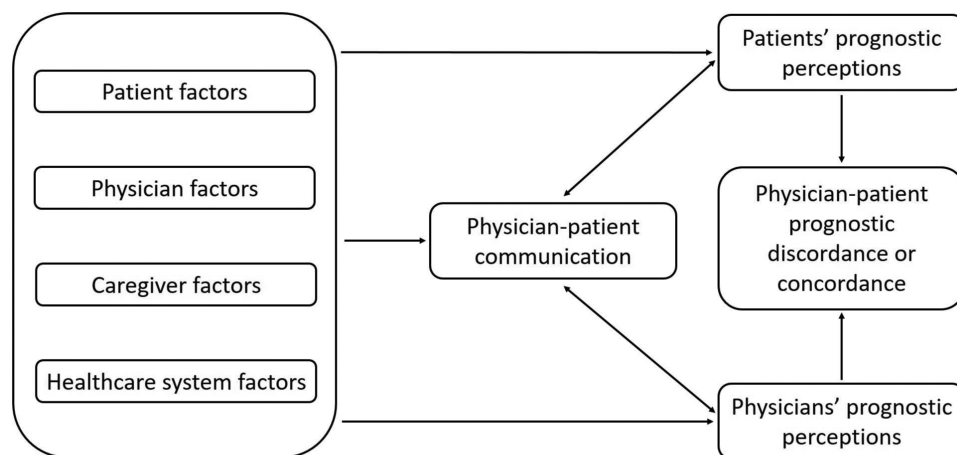 Patient factors
Physician factors
Caregiver factors
Healthcare system factors
Physician-patient
communication
Patients’ prognostic
perceptions
Physician-patient
prognostic
discordance or
concordance
Physicians’ prognostic
perceptions